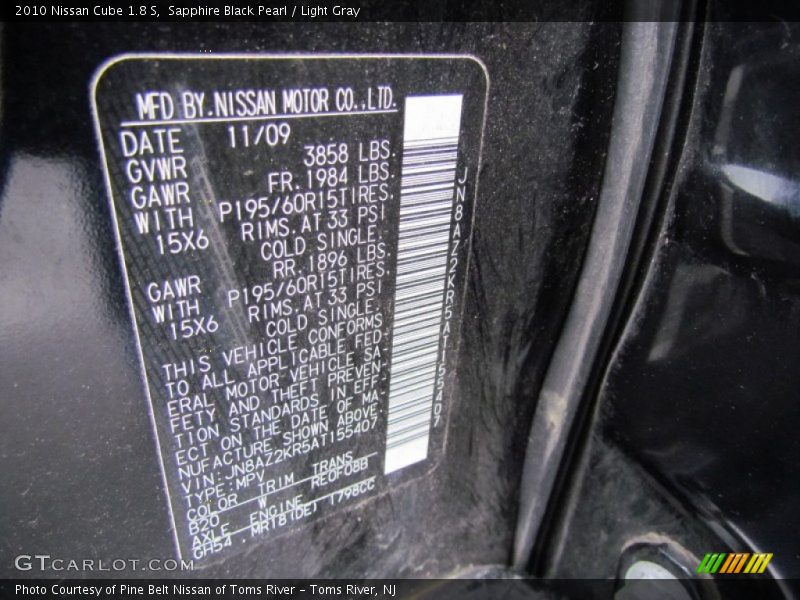 2010 Nissan Cube 1.8 S,  Sapphire Black Pearl / Light Gray
MFD BY.NISSAN MOTOR CO.,LTD.
DATE 11/09
GVWR 3858 LBS.
GAWR FR.1984 LBS.
WITH P195/60R15TIRES.
15X6 RIMS.AT 33 PSI
COLD SINGLE.
GAWR RR.1896 LBS.
WITH P195/60R15TIRES.
15X6 RIMS.AT 33 PSI
COLD SINGLE.
THIS VEHICLE CONFORMS
TO ALL APPLICABLE FED-
ERAL MOTOR VEHICLE SA-
FETY AND THEFT PREVEN-
TION STANDARDS IN EFF-
ECT ON THE DATE OF MA-
NUFACTURE SHOWN ABOVE
VIN:JN8AZ2KR5AT155407
TYPE:MPV
COLOR TRIM TRANS
B20 W RE0F08B
AXLE ENGINE
GH54 .MR18(DE) 1798CC
JN8AZ2KR5AT155407
GTCARLOT.COM
Photo Courtesy of Pine Belt Nissan of Toms River – Toms River, NJ